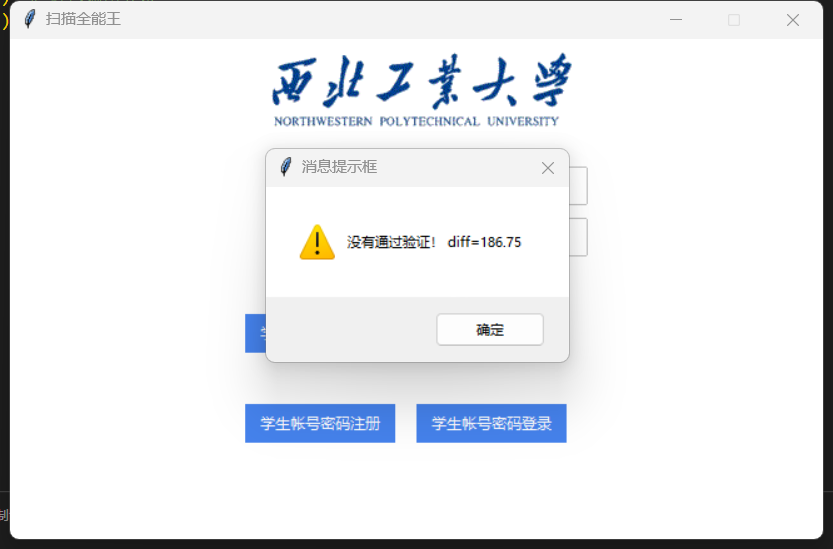 扫描全能王
西北工业大学
NORTHWESTERN POLYTECHNICAL UNIVERSITY
消息提示框
没有通过验证! diff=186.75
确定
学生帐号密码注册
学生帐号密码登录